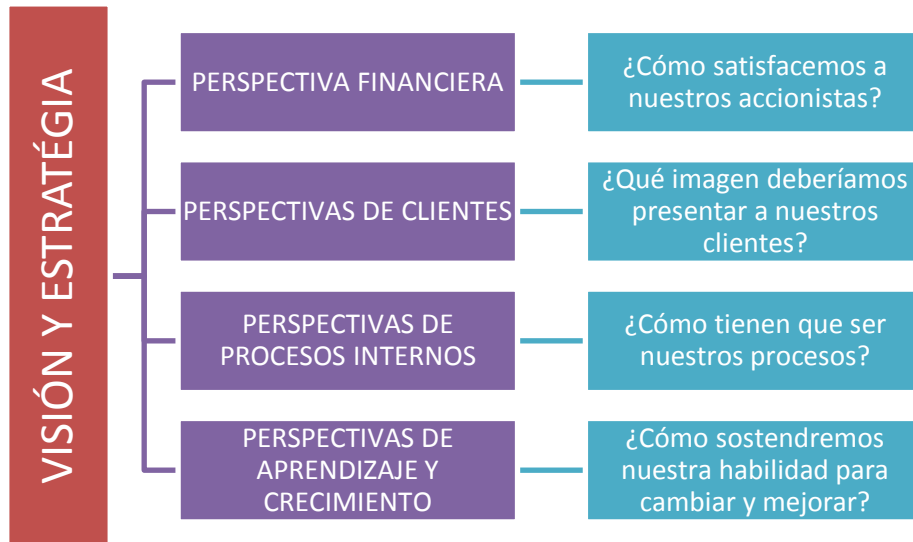 VISIÓN Y ESTRATÉGIA
PERSPECTIVA FINANCIERA
¿Cómo satisfacemos a
nuestros accionistas?
PERSPECTIVAS DE CLIENTES
¿Qué imagen deberíamos
presentar a nuestros
clientes?
PERSPECTIVAS DE
PROCESOS INTERNOS
¿Cómo tienen que ser
nuestros procesos?
PERSPECTIVAS DE
APRENDIZAJE Y
CRECIMIENTO
¿Cómo sostendremos
nuestra habilidad para
cambiar y mejorar?